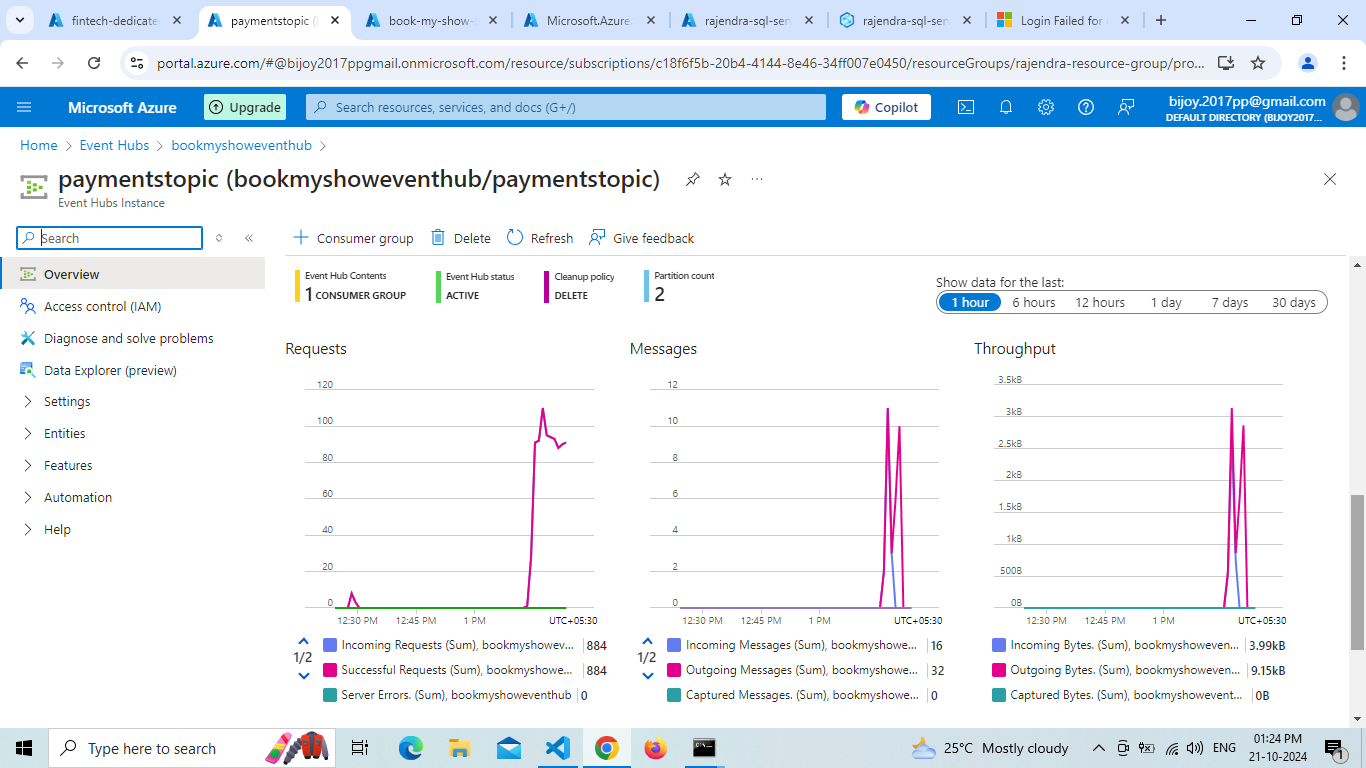 fintech-dedicate
paymentstopic (
book-my-show-
Microsoft.Azure.
rajendra-sql-ser
rajendra-sql-ser
Login Failed for
portal.azure.com/#@bijoy2017ppgmail.onmicrosoft.com/resource/subscriptions/c18f6f5b-20b4-4144-8e46-34ff007e0450/resourceGroups/rajendra-resource-group/pro...
Microsoft Azure
Upgrade
Search resources, services, and docs (G+/)
Copilot
bijoy.2017pp@gmail.com
DEFAULT DIRECTORY (BIJOY2017...
Home > Event Hubs > bookmyshoweventhub >
paymentstopic (bookmyshoweventhub/paymentstopic)
Event Hubs Instance
Search
Consumer group
Delete
Refresh
Give feedback
Overview
Access control (IAM)
Diagnose and solve problems
Data Explorer (preview)
Settings
Entities
Features
Automation
Help
Event Hub Contents
1 CONSUMER GROUP
Event Hub status
ACTIVE
Cleanup policy
DELETE
Partition count
2
Show data for the last:
1 hour
6 hours
12 hours
1 day
7 days
30 days
Requests
120
100
80
60
40
20
0
12:30 PM
12:45 PM
1 PM
UTC+05:30
1/2
Incoming Requests (Sum), bookmyshowev... 884
Successful Requests (Sum), bookmyshowe... 884
Server Errors. (Sum), bookmyshoweventhub 0
Messages
12
10
8
6
4
2
0
12:30 PM
12:45 PM
1 PM
UTC+05:30
1/2
Incoming Messages (Sum), bookmyshowe... 16
Outgoing Messages (Sum), bookmyshowe... 32
Captured Messages. (Sum), bookmyshowe... 0
Throughput
3.5kB
3kB
2.5kB
2kB
1.5kB
1kB
500B
0B
12:30 PM
12:45 PM
1 PM
UTC+05:30
Incoming Bytes. (Sum), bookmyshoweven... 3.99kB
Outgoing Bytes. (Sum), bookmyshoweven... 9.15kB
Captured Bytes. (Sum), bookmyshowevent... 0B
Type here to search
25°C Mostly cloudy
ENG
01:24 PM
21-10-2024
1